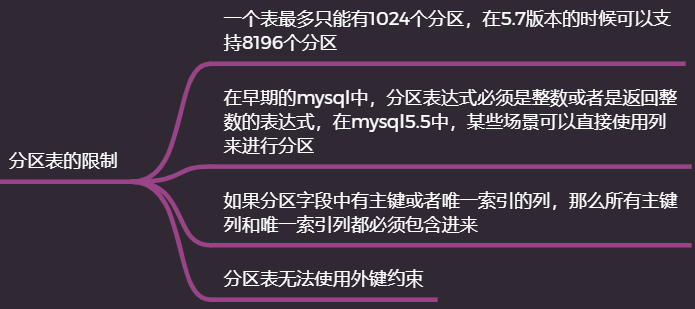 一个表最多只能有1024个分区，在5.7版本的时候可以支
持8196个分区
在早期的mysql中，分区表达式必须是整数或者是返回整
数的表达式，在mysql5.5中，某些场景可以直接使用列
来进行分区
分区表的限制
如果分区字段中有主键或者唯一索引的列，那么所有主键
列和唯一索引列都必须包含进来
分区表无法使用外键约束